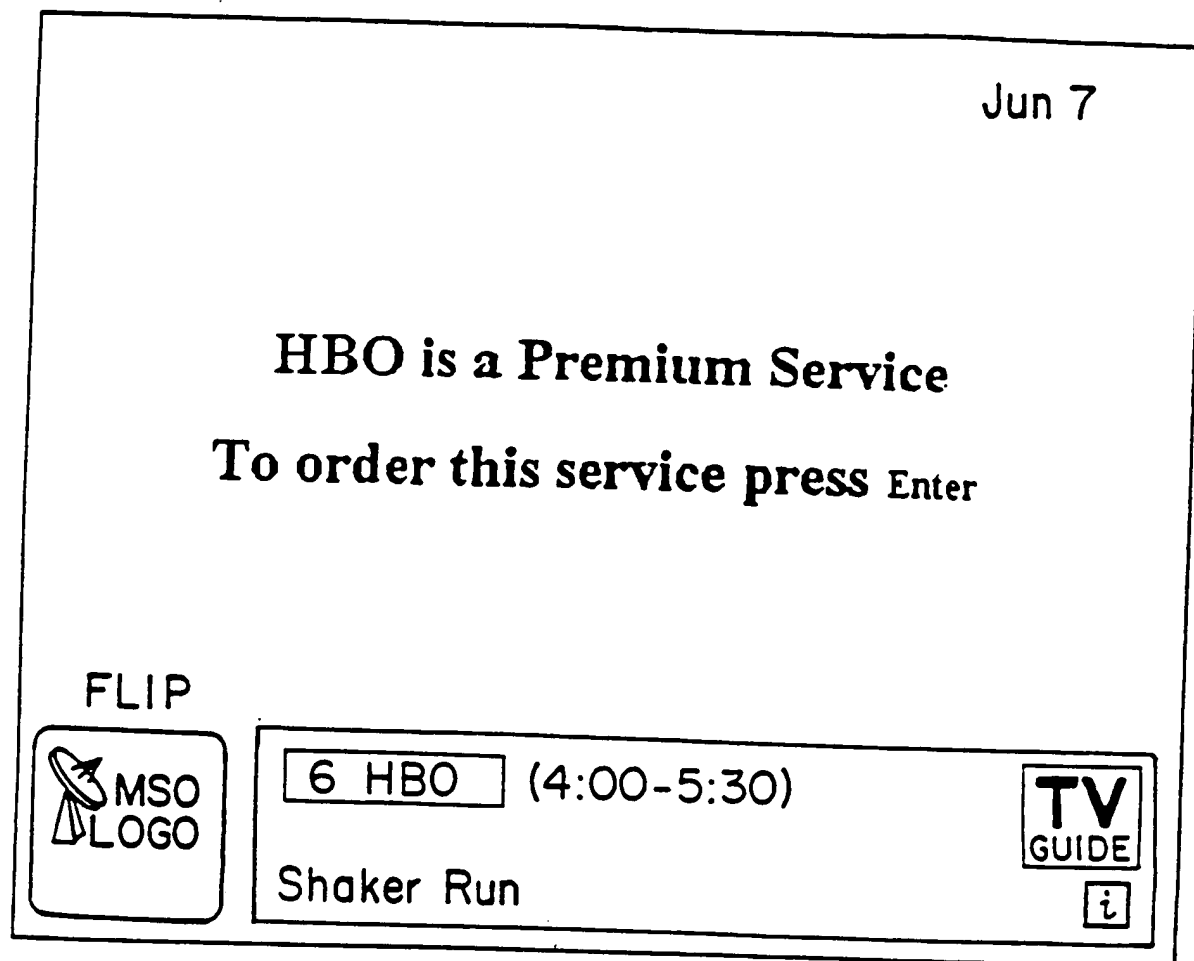 Jun 7
HBO is a Premium Service
To order this service press Enter
FLIP
MSO
LOGO
6 HBO (4:00-5:30)
TV
GUIDE
Shaker Run
i